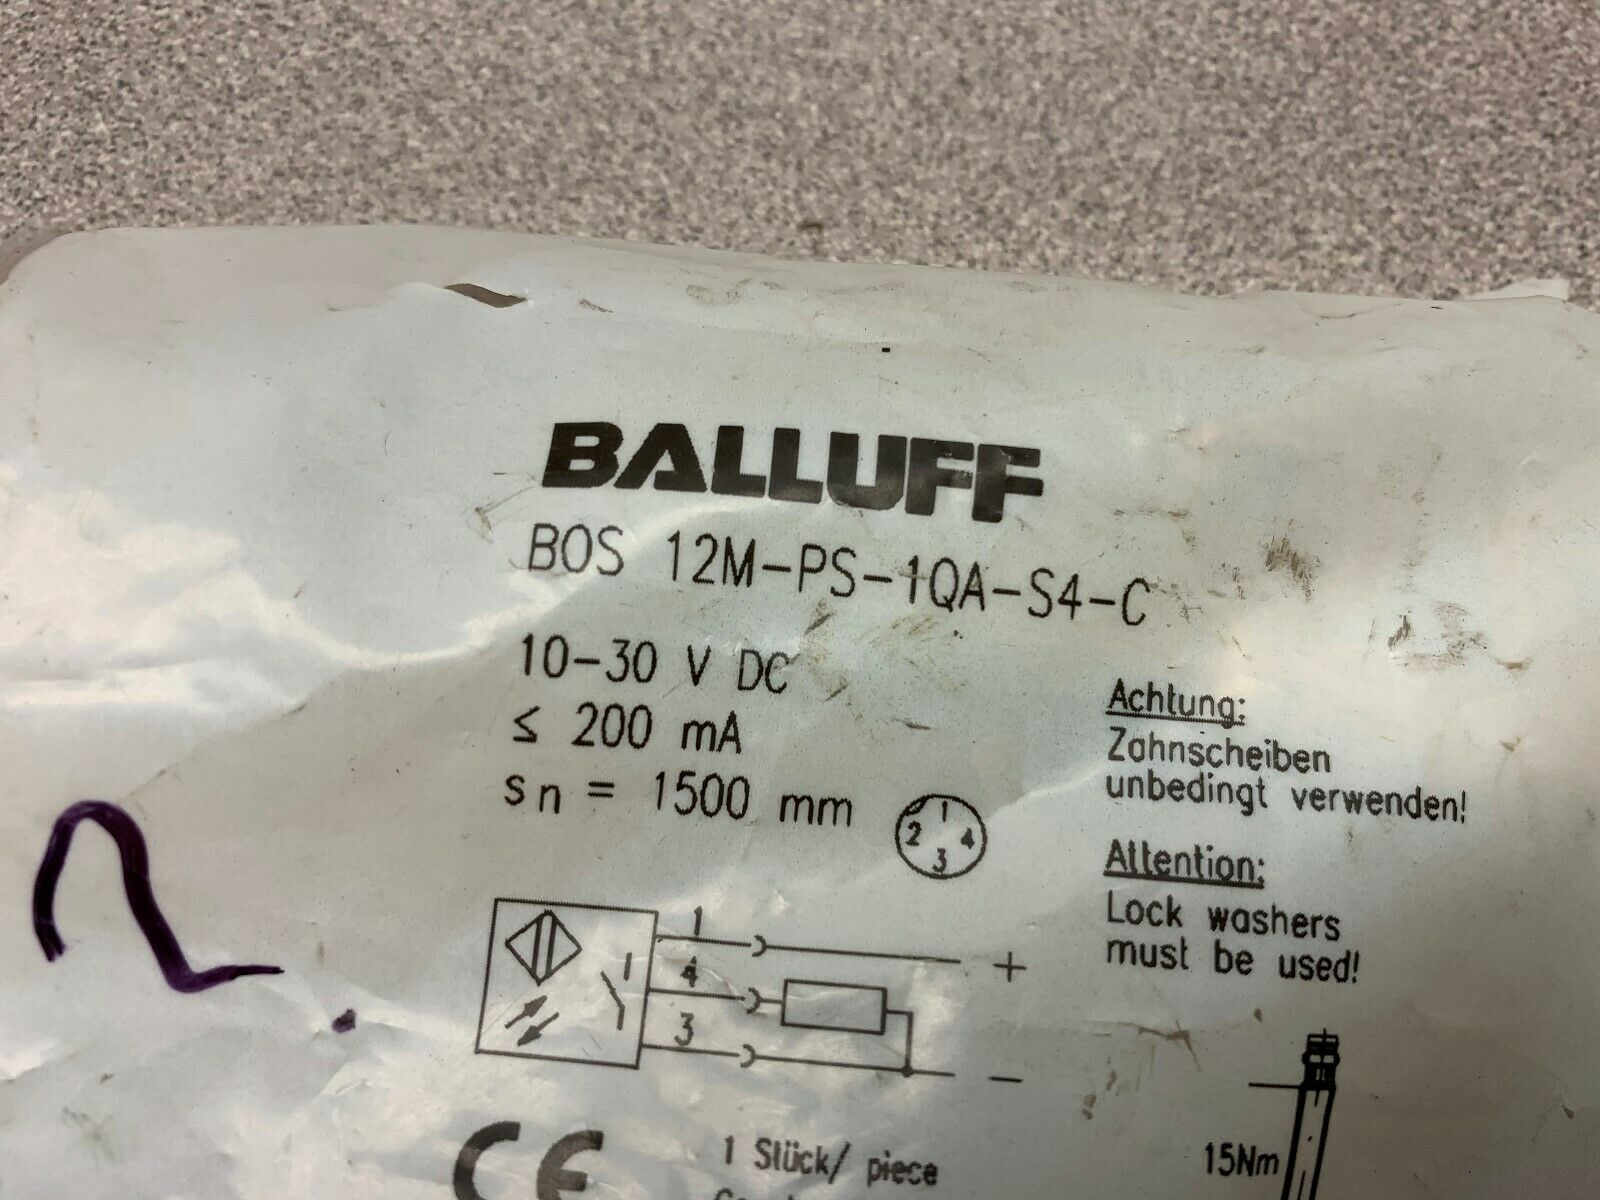 BALLUFF
BOS 12M-PS-1QA-S4-C
10-30 V DC
≤ 200 mA
sn = 1500 mm
1
2 4
3
Achtung:
Zahnscheiben
unbedingt verwenden!
Attention:
Lock washers
must be used!
1
4
3
+
−
CE
1 Stück/ piece
15Nm
2.